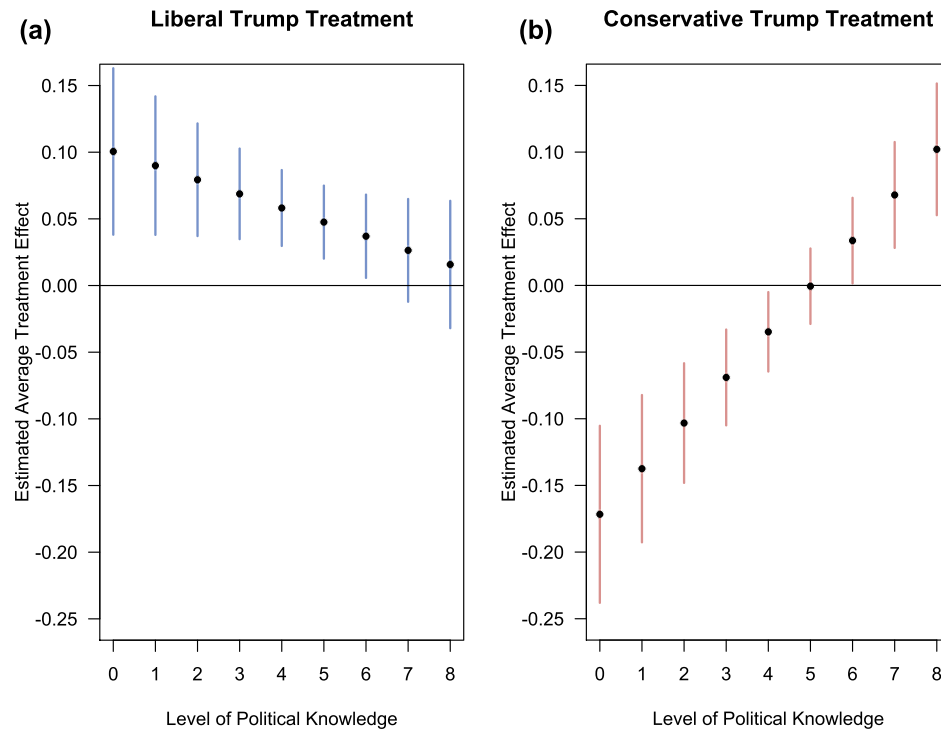 (a)
Liberal Trump Treatment
Estimated Average Treatment Effect
0.15
0.10
0.05
0.00
-0.05
-0.10
-0.15
-0.20
-0.25
0 1 2 3 4 5 6 7 8
Level of Political Knowledge
(b)
Conservative Trump Treatment
Estimated Average Treatment Effect
0.15
0.10
0.05
0.00
-0.05
-0.10
-0.15
-0.20
-0.25
0 1 2 3 4 5 6 7 8
Level of Political Knowledge